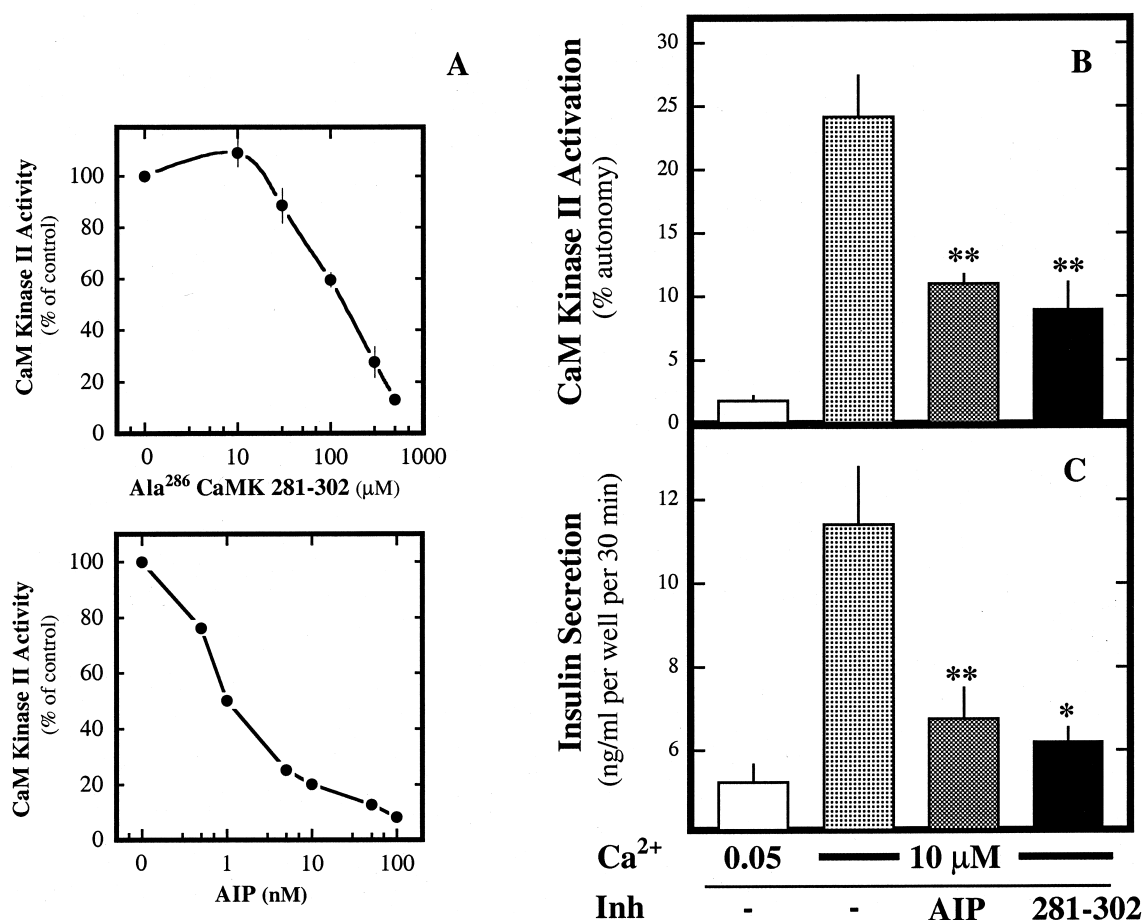 A
CaM Kinase II Activity
(% of control)
100
80
60
40
20
0
0 10 100 1000
Ala²⁸⁶ CaMK 281-302 (μM)
CaM Kinase II Activity
(% of control)
100
80
60
40
20
0
0 1 10 100
AIP (nM)
B
CaM Kinase II Activation
(% autonomy)
30
25
20
15
10
5
0
** **
C
Insulin Secretion
(ng/ml per well per 30 min)
12
10
8
6
** *
Ca²⁺ 0.05 10 μM
Inh - - AIP 281-302